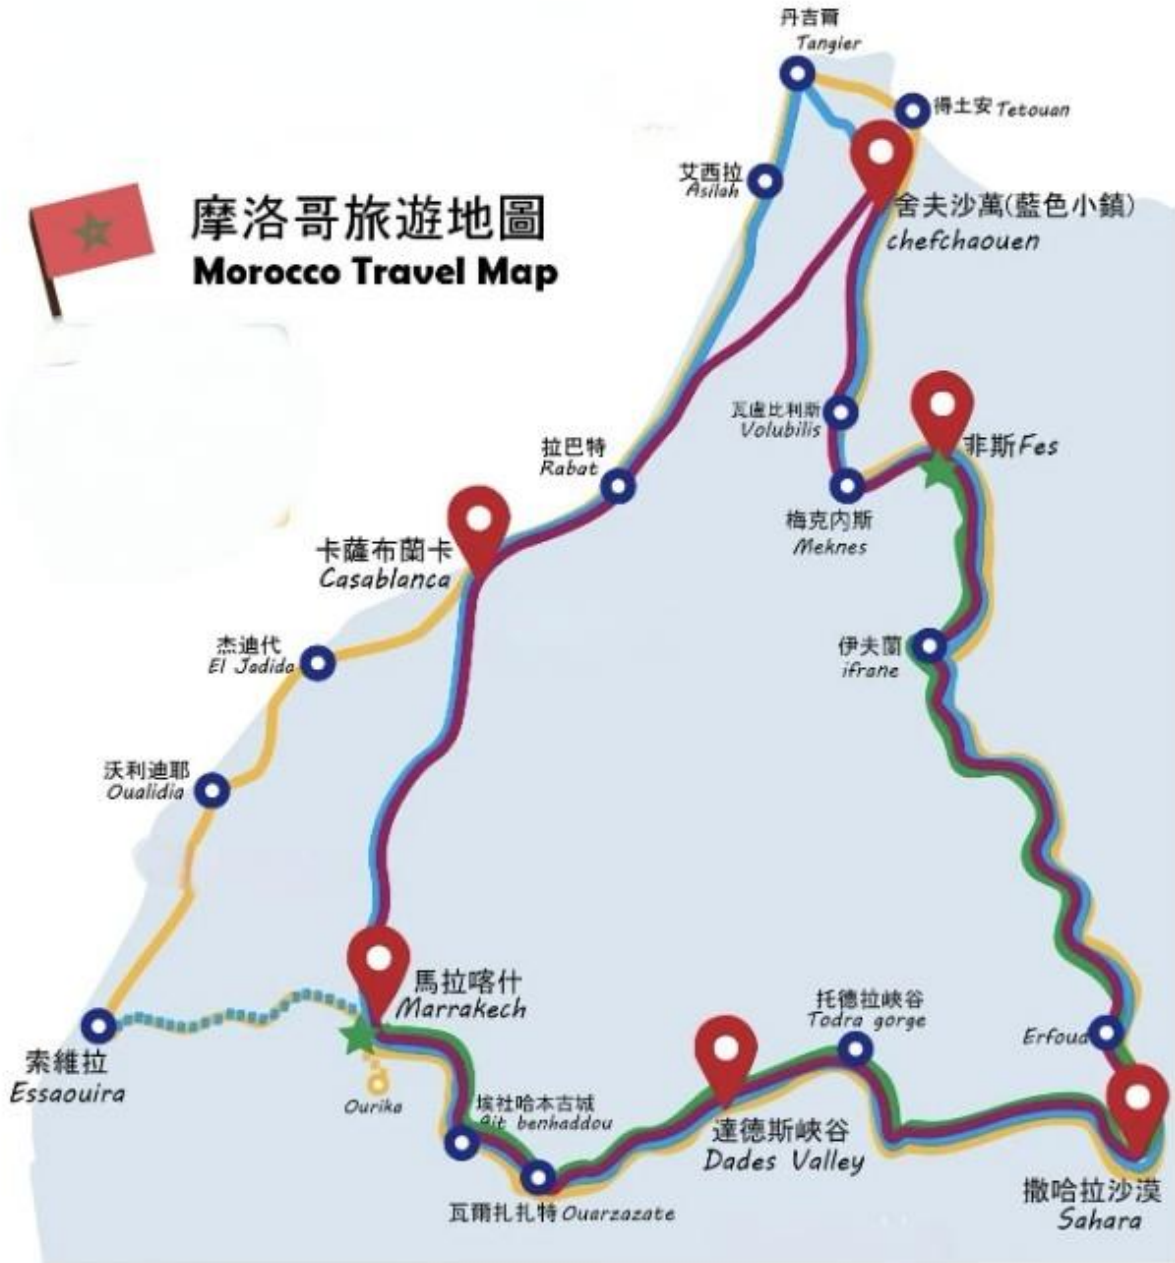 丹吉爾
Tangier
得土安 Tetouan
艾西拉
Asilah
舍夫沙萬(藍色小鎮)
chefchaouen
摩洛哥旅遊地圖
Morocco Travel Map
瓦盧比利斯
Volubilis
非斯Fes
拉巴特
Rabat
梅克內斯
Meknes
卡薩布蘭卡
Casablanca
杰迪代
El Jadida
伊夫蘭
ifrane
沃利迪耶
Oualidia
馬拉喀什
Marrakech
托德拉峽谷
Todra gorge
Erfoud
索維拉
Essaouira
Ourika
埃社哈本古城
Ait benhaddou
達德斯峽谷
Dades Valley
瓦爾扎扎特 Ouarzazate
撒哈拉沙漠
Sahara